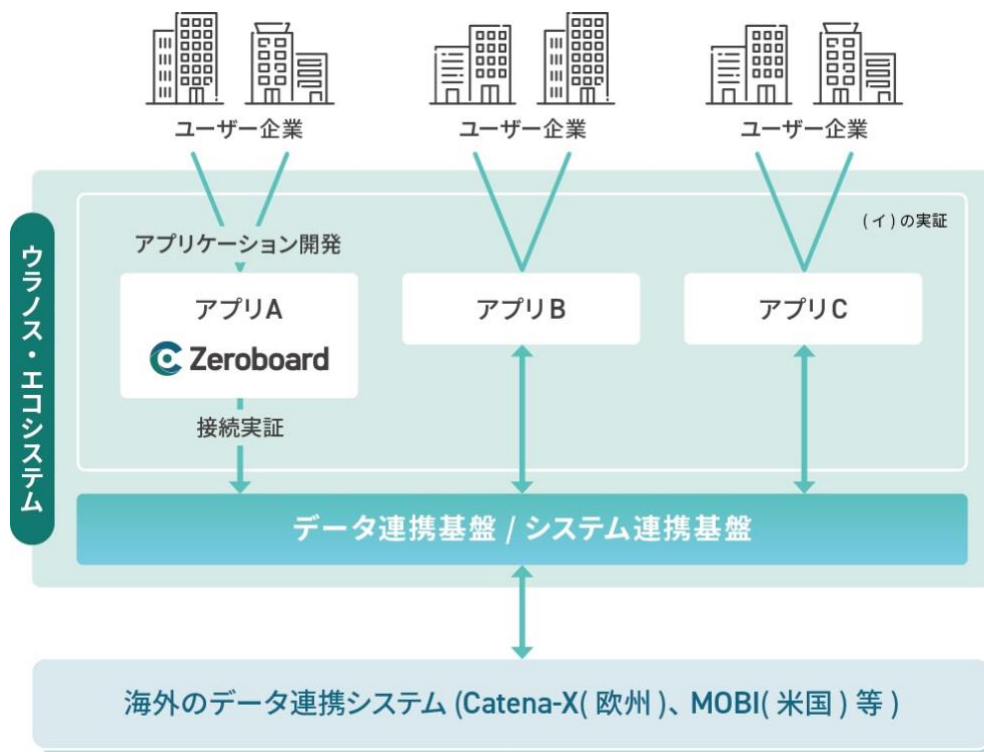 ユーザー企業
ユーザー企業
ユーザー企業
ウラノス・エコシステム
(イ)の実証
アプリケーション開発
アプリA
Zeroboard
アプリB
アプリC
接続実証
データ連携基盤 / システム連携基盤
海外のデータ連携システム (Catena-X(欧州)、MOBI(米国)等)